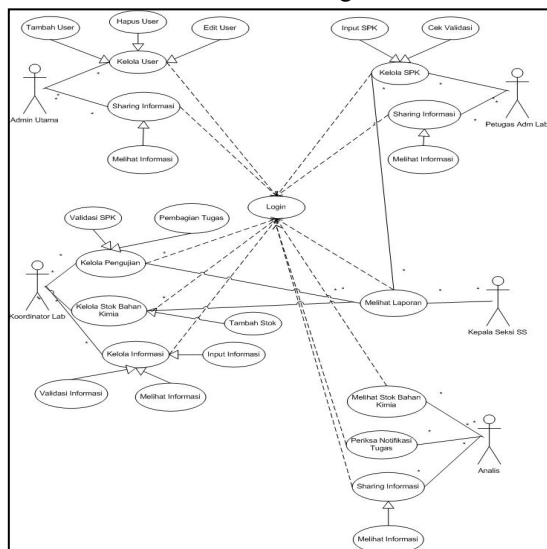 Tambah User
Hapus User
Edit User
Kelola User
Admin Utama
Sharing Informasi
Melihat Informasi
Input SPK
Cek Validasi
Kelola SPK
Petugas Adm Lab
Sharing Informasi
Melihat Informasi
Login
Validasi SPK
Pembagian Tugas
Kelola Pengujian
Koordinator Lab
Kelola Stok Bahan
Kimia
Tambah Stok
Kelola Informasi
Input Informasi
Validasi Informasi
Melihat Informasi
Melihat Laporan
Kepala Seksi SS
Melihat Stok Bahan
Kimia
Periksa Notifikasi
Tugas
Analis
Sharing Informasi
Melihat Informasi